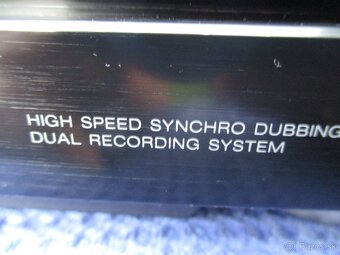 HIGH SPEED SYNCHRO DUBBING
DUAL RECORDING SYSTEM